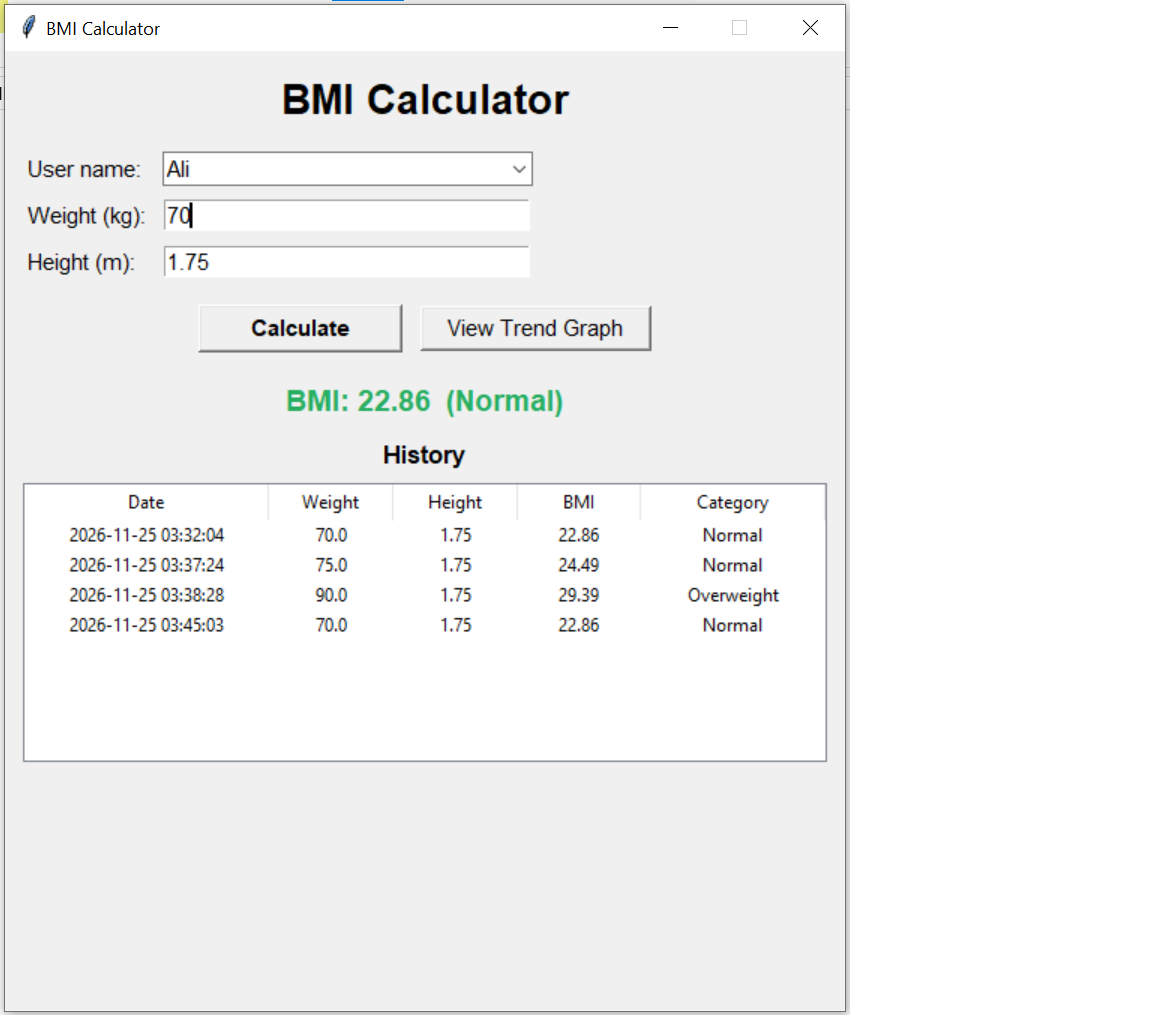 BMI Calculator
BMI Calculator
User name: Ali
Weight (kg): 70
Height (m): 1.75
Calculate View Trend Graph
BMI: 22.86 (Normal)
History
Date Weight Height BMI Category
2026-11-25 03:32:04 70.0 1.75 22.86 Normal
2026-11-25 03:37:24 75.0 1.75 24.49 Normal
2026-11-25 03:38:28 90.0 1.75 29.39 Overweight
2026-11-25 03:45:03 70.0 1.75 22.86 Normal